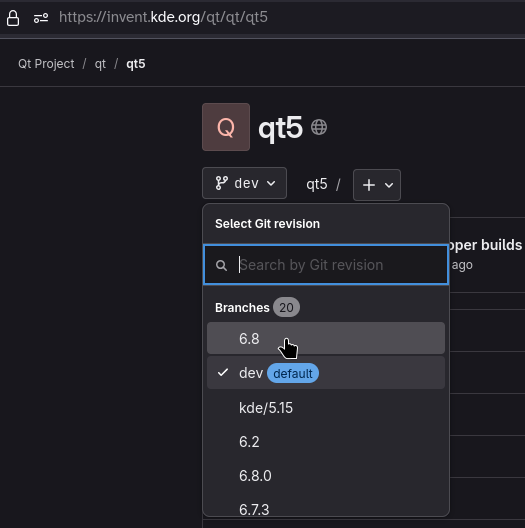 https://invent.kde.org/qt/qt/qt5
Qt Project / qt / qt5
Q qt5
dev qt5 / +
Select Git revision
oper builds
Search by Git revision
ago
Branches 20
6.8
dev default
kde/5.15
6.2
6.8.0
6.7.3